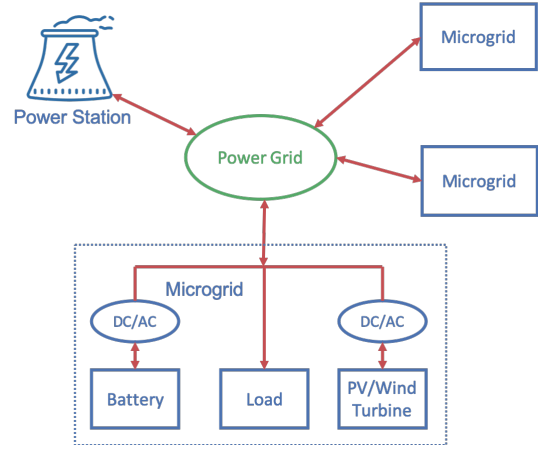 Microgrid
Power Station
Power Grid
Microgrid
Microgrid
DC/AC
DC/AC
Battery
Load
PV/Wind
Turbine